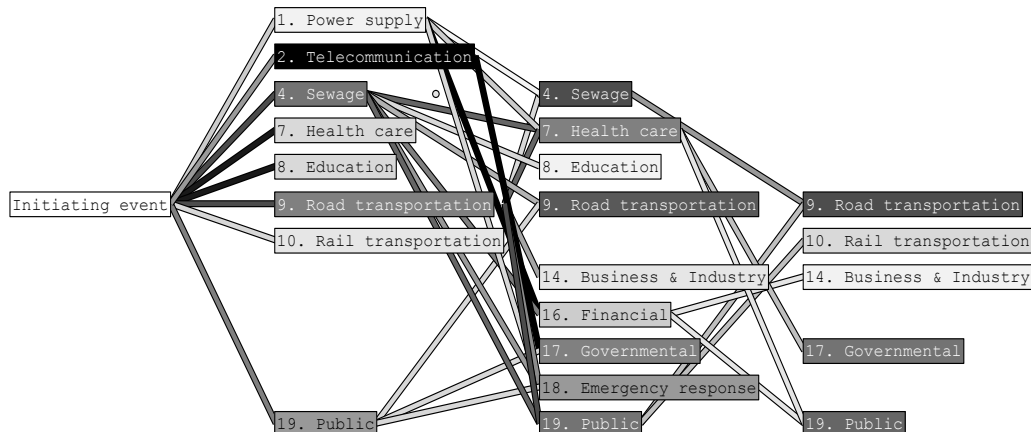 Initiating event
1. Power supply
2. Telecommunication
4. Sewage
7. Health care
8. Education
9. Road transportation
10. Rail transportation
19. Public
4. Sewage
7. Health care
8. Education
9. Road transportation
14. Business & Industry
16. Financial
17. Governmental
18. Emergency response
19. Public
9. Road transportation
10. Rail transportation
14. Business & Industry
17. Governmental
19. Public